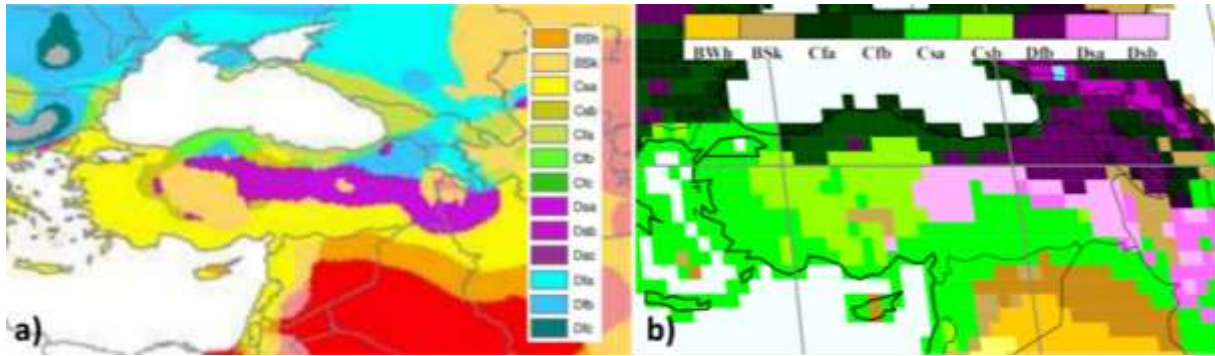 BSh
BSk
Csa
Csb
Cfa
Cfb
Cfc
Dsa
Dsb
Dsc
Dfa
Dfb
Dfc
a)
BWh BSk Cfa Cfb Csa Csb Dfb Dsa Dsb
b)